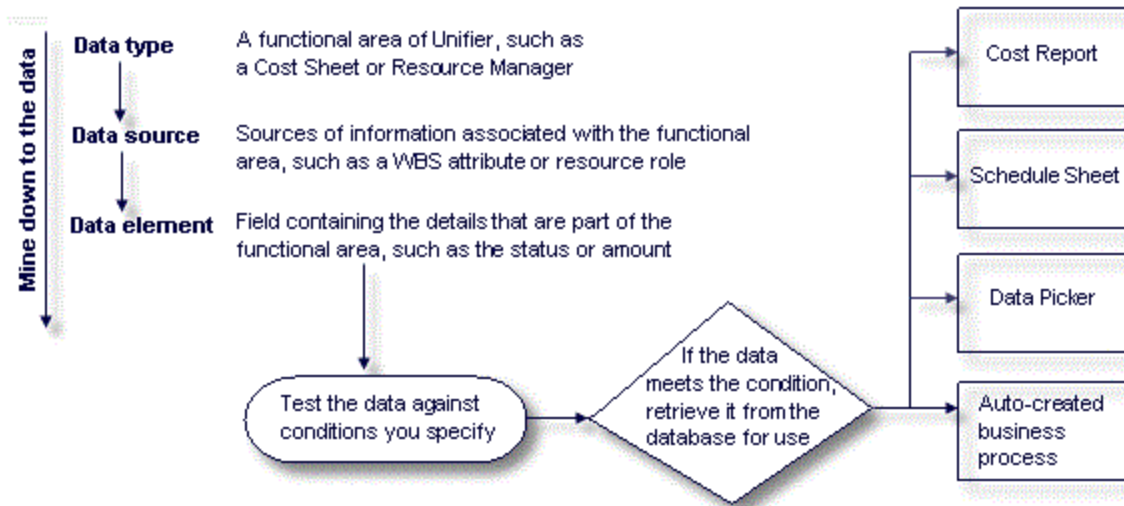 Mine down to the data
Data type
A functional area of Unifier, such as
a Cost Sheet or Resource Manager
Data source
Sources of information associated with the functional
area, such as a WBS attribute or resource role
Data element
Field containing the details that are part of the
functional area, such as the status or amount
Test the data against
conditions you specify
If the data
meets the condition,
retrieve it from the
database for use
Cost Report
Schedule Sheet
Data Picker
Auto-created
business
process